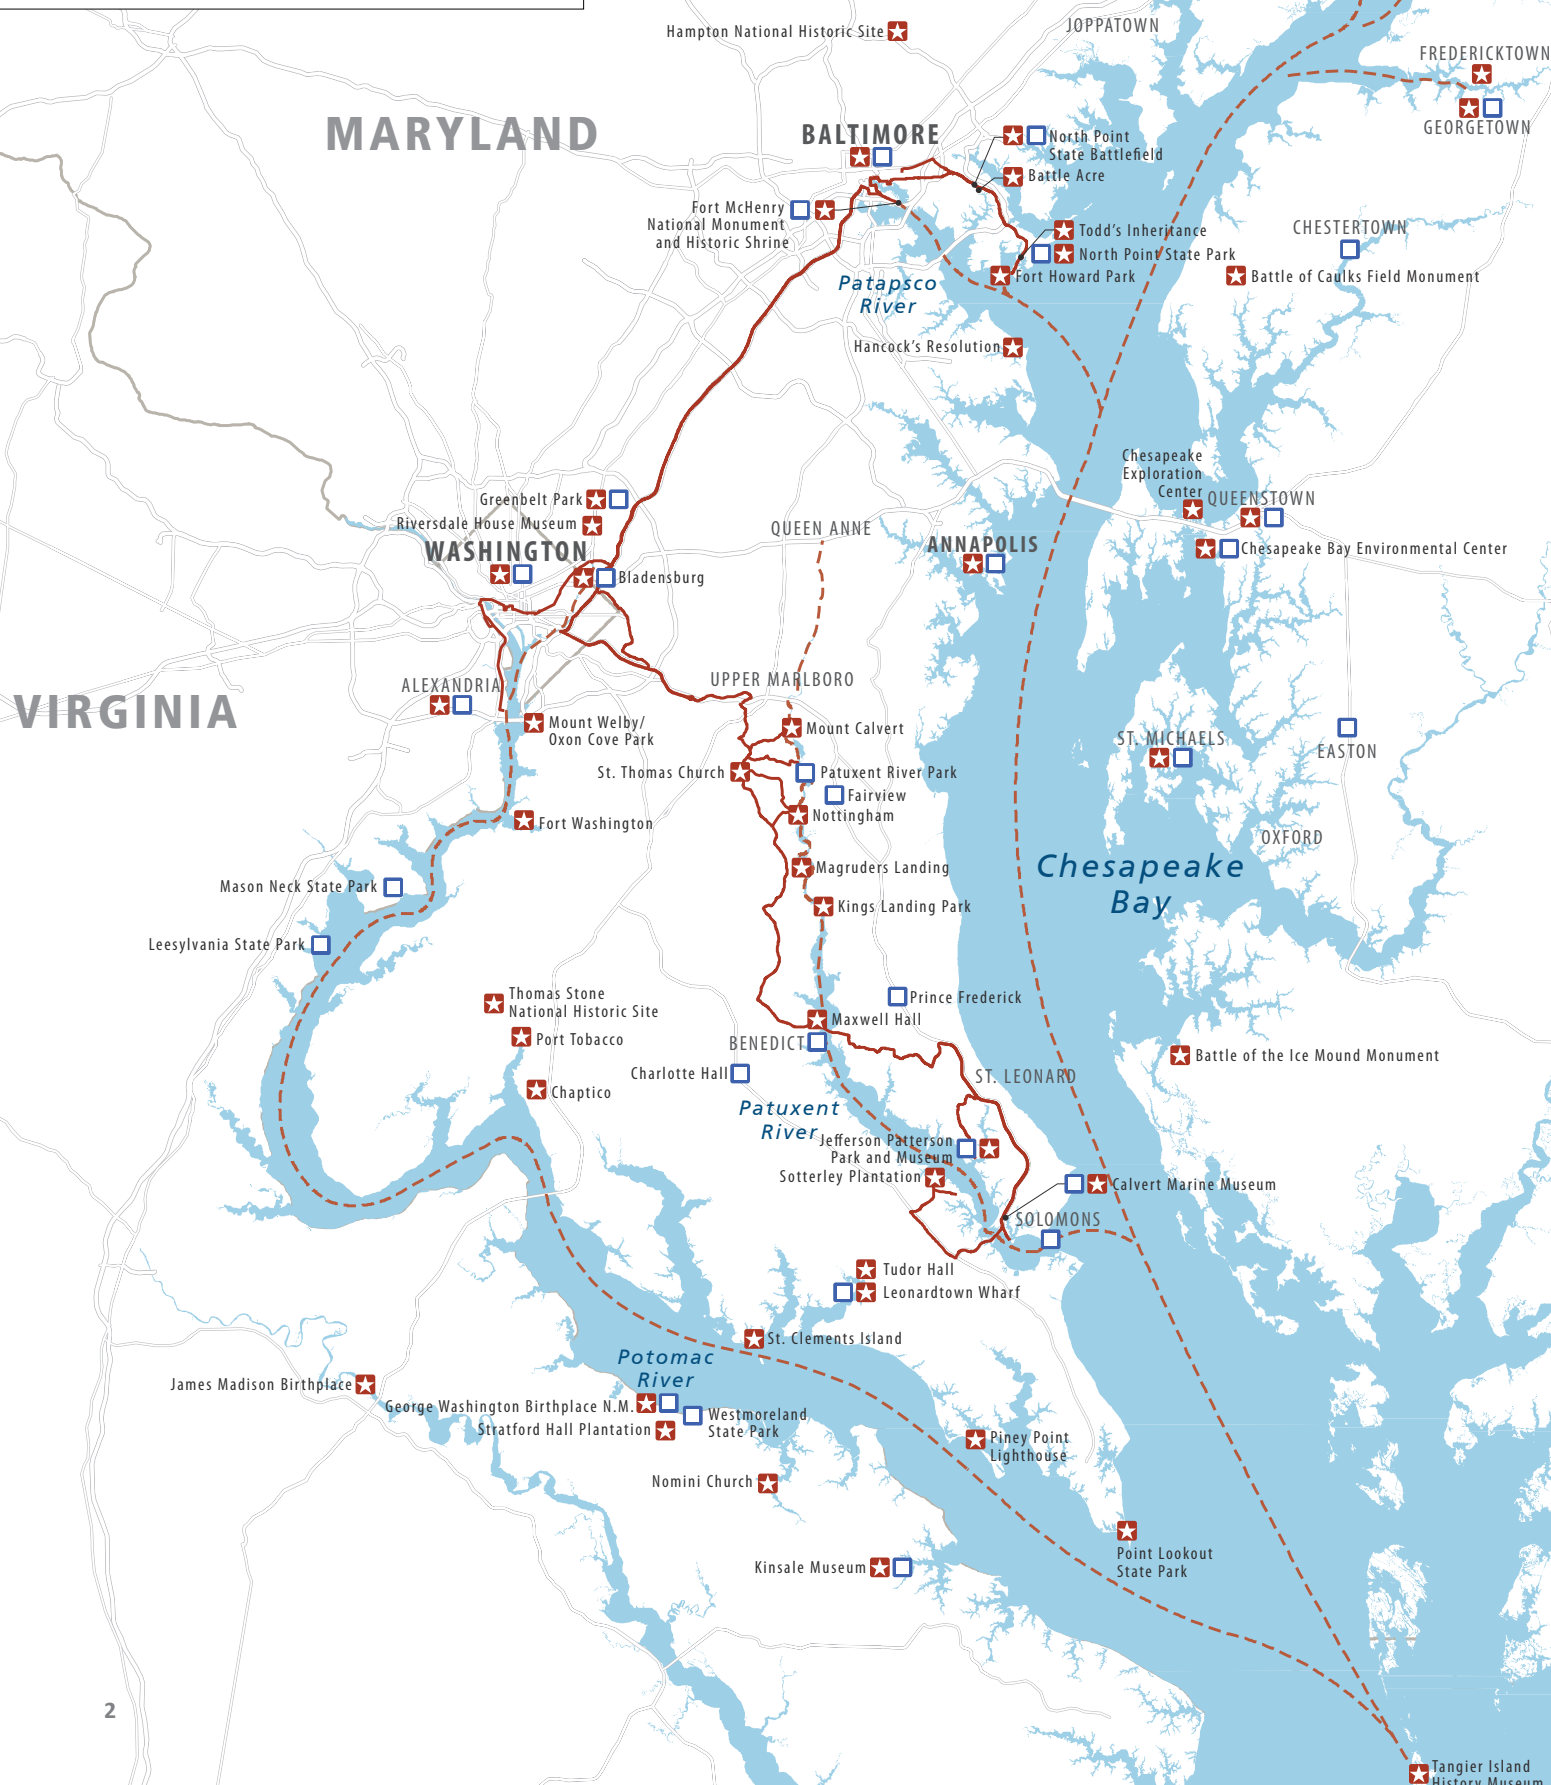 Hampton National Historic Site
JOPPATOWN
FREDERICKTOWN
GEORGETOWN
MARYLAND
BALTIMORE
North Point
State Battlefield
Battle Acre
Fort McHenry
National Monument
and Historic Shrine
Todd's Inheritance
North Point State Park
Fort Howard Park
CHESTERTOWN
Battle of Caulks Field Monument
Patapsco
River
Hancock's Resolution
Chesapeake
Exploration
Center
QUEENSTOWN
Chesapeake Bay Environmental Center
Greenbelt Park
Riversdale House Museum
WASHINGTON
Bladensburg
QUEEN ANNE
ANNAPOLIS
VIRGINIA
ALEXANDRIA
Mount Welby/
Oxon Cove Park
UPPER MARLBORO
Mount Calvert
St. Thomas Church
Patuxent River Park
Fairview
Nottingham
ST. MICHAELS
EASTON
OXFORD
Fort Washington
Magruders Landing
Kings Landing Park
Chesapeake
Bay
Mason Neck State Park
Leesylvania State Park
Thomas Stone
National Historic Site
Port Tobacco
Chaptico
Prince Frederick
Maxwell Hall
BENEDICT
Charlotte Hall
ST. LEONARD
Battle of the Ice Mound Monument
Patuxent
River
Jefferson Patterson
Park and Museum
Sotterley Plantation
Calvert Marine Museum
SOLOMONS
Tudor Hall
Leonardtown Wharf
St. Clements Island
Potomac
River
James Madison Birthplace
George Washington Birthplace N.M.
Stratford Hall Plantation
Westmoreland
State Park
Nomini Church
Piney Point
Lighthouse
Kinsale Museum
Point Lookout
State Park
2
Tangier Island
History Museum